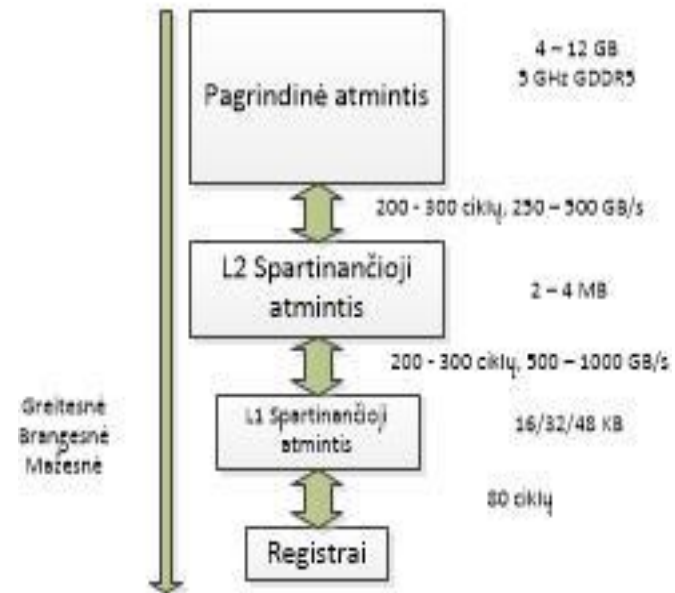 Pagrindinė atmintis
4 – 12 GB
5 GHz GDDR5
200 - 300 ciklų, 250 – 500 GB/s
L2 Spartinančioji
atmintis
2 – 4 MB
200 - 300 ciklų, 500 – 1000 GB/s
Greitesnė
Brangesnė
Mažesnė
L1 Spartinančioji
atmintis
16/32/48 KB
80 ciklų
Registrai